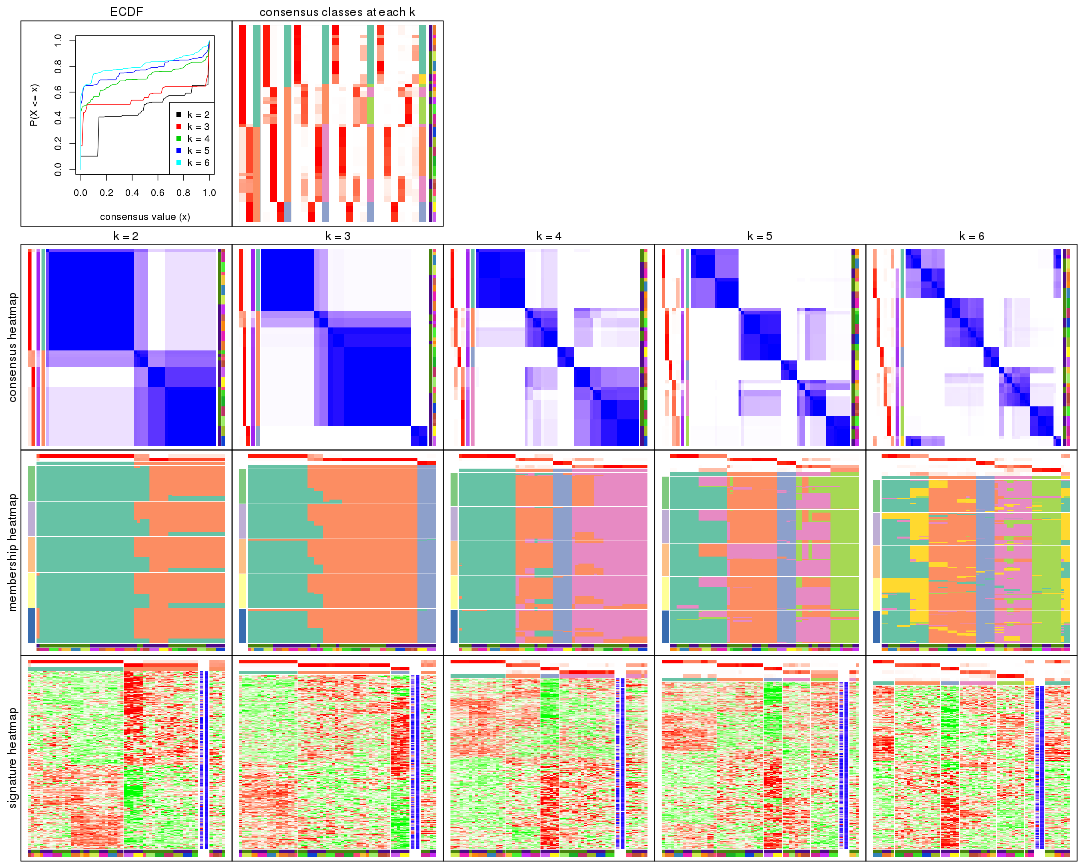 ECDF
consensus classes at each k
P(X <= x)
0.0 0.2 0.4 0.6 0.8 1.0
k = 2
k = 3
k = 4
k = 5
k = 6
0.0 0.2 0.4 0.6 0.8 1.0
consensus value (x)
k = 2
k = 3
k = 4
k = 5
k = 6
consensus heatmap
membership heatmap
signature heatmap